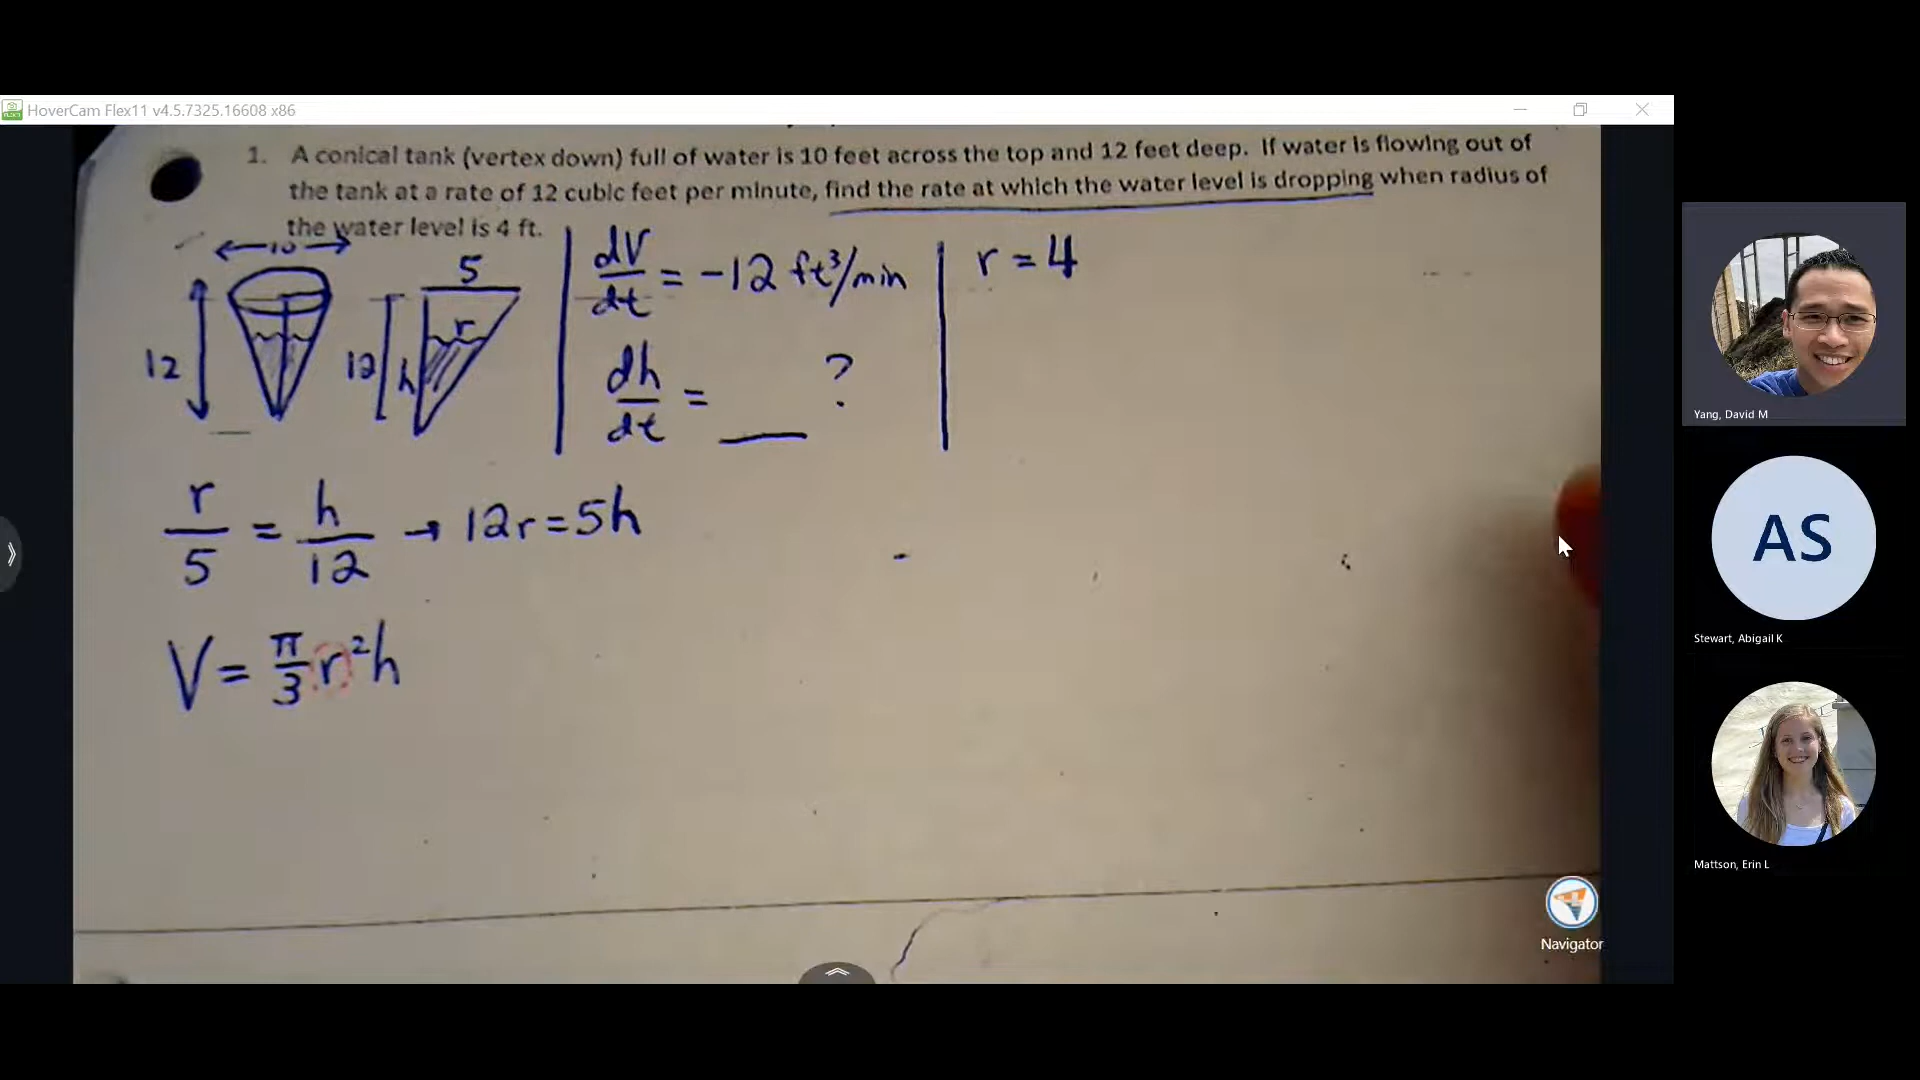 HoverCam Flex11 v4.5.7325.16608 x86
1. A conical tank (vertex down) full of water is 10 feet across the top and 12 feet deep. If water is flowing out of
the tank at a rate of 12 cubic feet per minute, find the rate at which the water level is dropping when radius of
the water level is 4 ft.
10
12
5
12
h
r
dV/dt = -12 ft³/min
dh/dt = ___ ?
r = 4
r/5 = h/12 → 12r = 5h
V = π/3 r²h
Navigator
Yang, David M
AS
Stewart, Abigail K
Mattson, Erin L